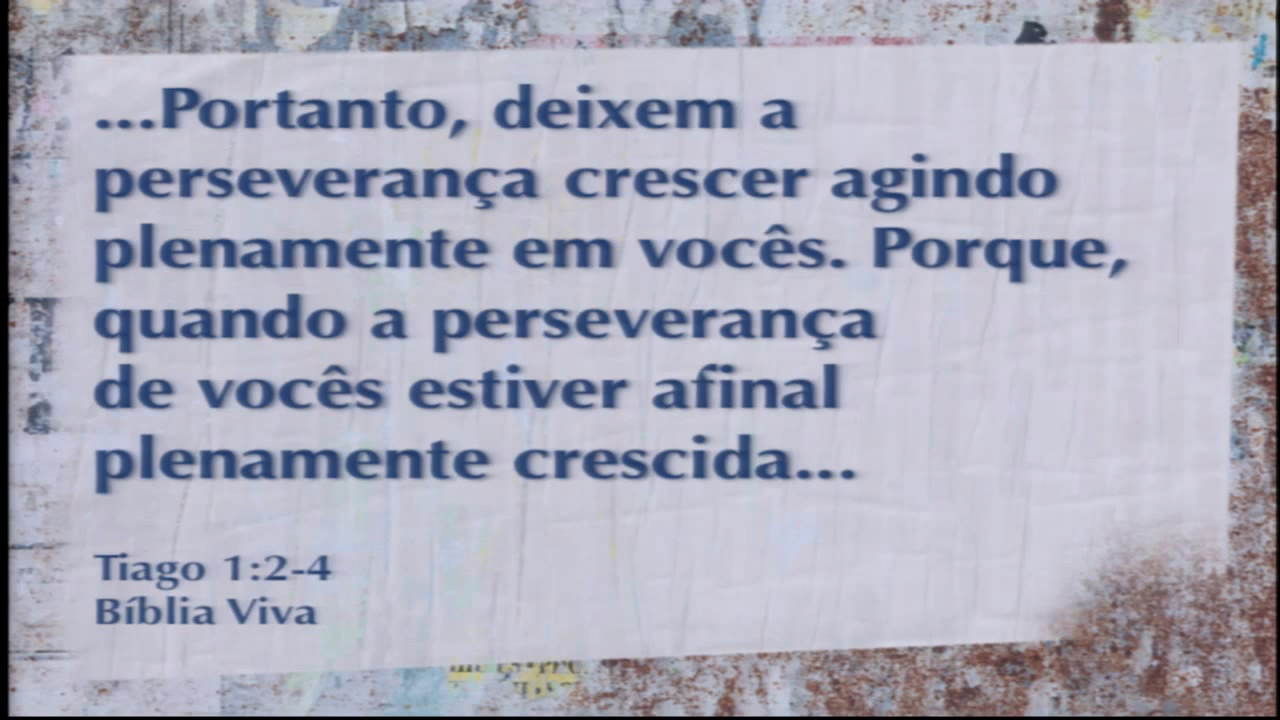 ...Portanto, deixem a
perseverança crescer agindo
plenamente em vocês. Porque,
quando a perseverança
de vocês estiver afinal
plenamente crescida...
Tiago 1:2-4
Bíblia Viva